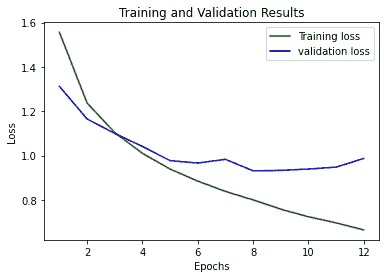 Training and Validation Results
Training loss
validation loss
1.6
1.4
1.2
1.0
0.8
Loss
2 4 6 8 10 12
Epochs